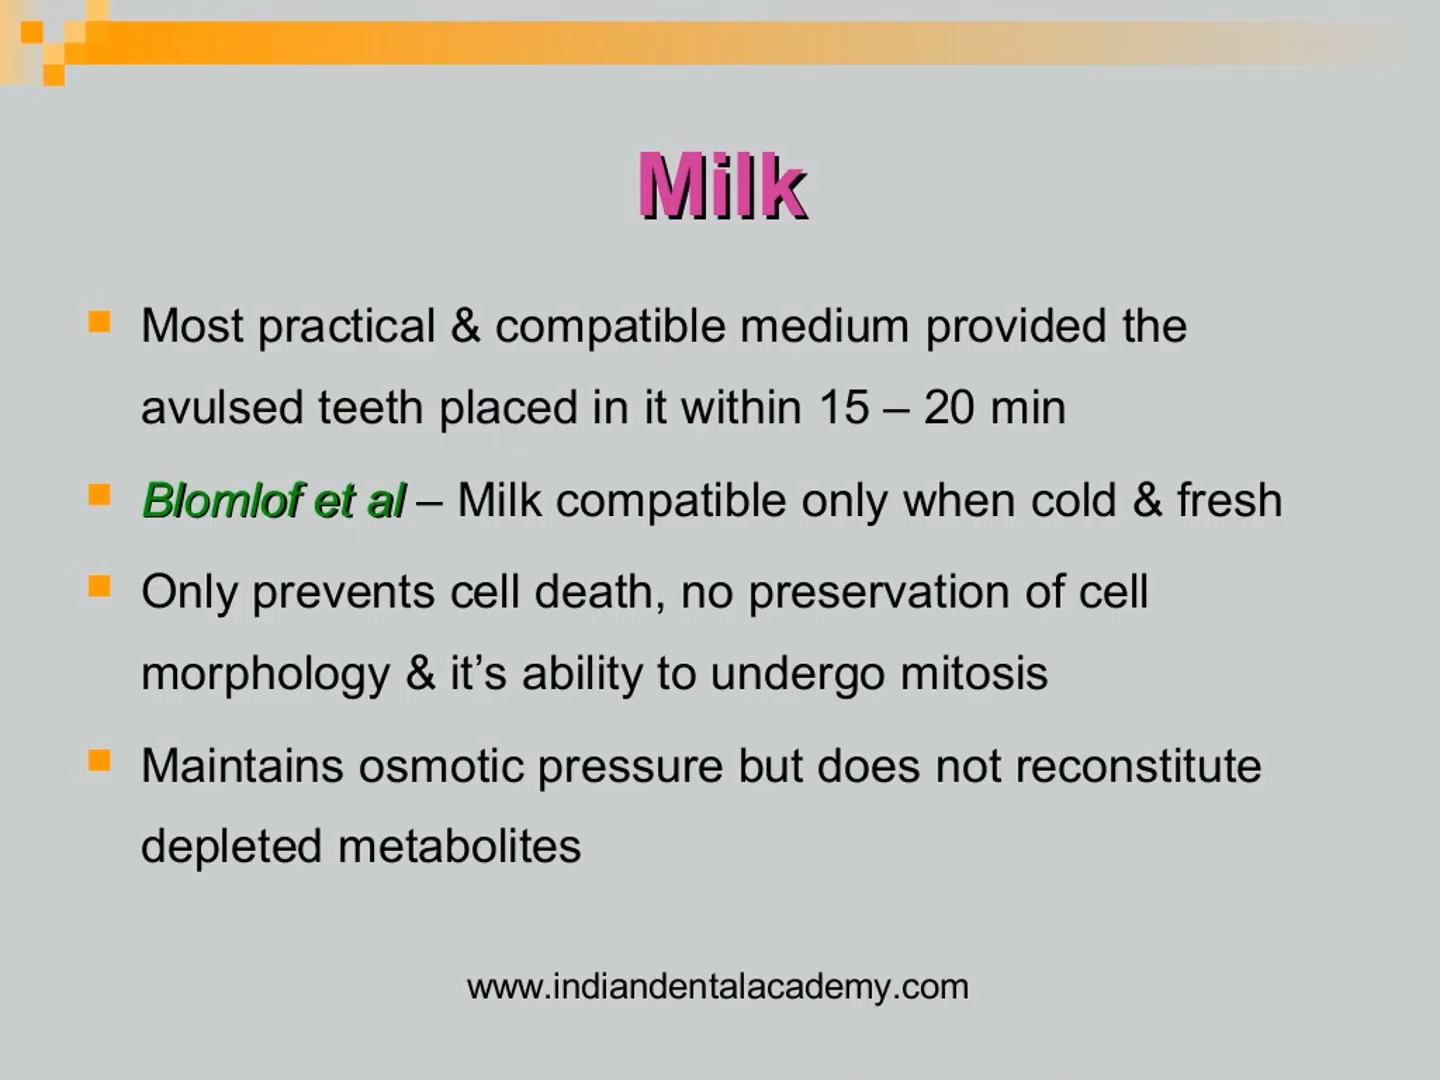 Milk
Most practical & compatible medium provided the
avulsed teeth placed in it within 15 – 20 min
Blomlof et al – Milk compatible only when cold & fresh
Only prevents cell death, no preservation of cell
morphology & it’s ability to undergo mitosis
Maintains osmotic pressure but does not reconstitute
depleted metabolites
www.indiandentalacademy.com